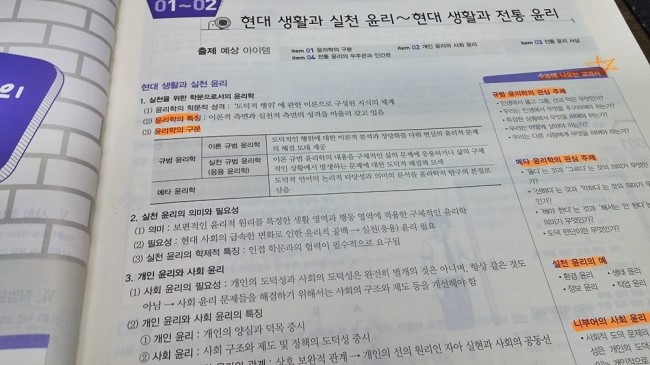 01~02
현대 생활과 실천 윤리~현대 생활과 전통 윤리
출제 예상 아이템
item 01 윤리학의 구분
item 02 개인 윤리와 사회 윤리
item 03 전통 윤리 사상
item 04 전통 윤리의 우주관과 인간관
현대 생활과 실천 윤리
1. 실천을 위한 학문으로서의 윤리학
(1) 윤리학의 학문적 성격 : '도덕적 행위'에 관한 이론으로 구성된 지식의 체계
(2) 윤리학의 특징 : 이론적 측면과 실천적 측면의 성격을 아울러 갖고 있음
(3) 윤리학의 구분
규범 윤리학
이론 규범 윤리학
도덕적인 행위에 대한 이론적 분석과 정당화를 다뤄 현실의 윤리적 문제
의 해결 토대 제공
실천 규범 윤리학
(응용 윤리학)
이론 규범 윤리학의 내용을 구체적인 삶의 문제에 응용하거나 삶의 구체
적인 상황에서 발생하는 문제에 대한 도덕적 해결책 모색
메타 윤리학
도덕적 언어의 논리적 타당성과 의미의 분석을 윤리학적 탐구의 본질로
삼음
2. 실천 윤리의 의미와 필요성
(1) 의미 : 보편적인 윤리적 원리를 특정한 생활 영역과 행동 영역에 적용한 구체적인 윤리학
(2) 필요성 : 현대 사회의 급속한 변화로 인한 윤리적 공백 → 실천(응용) 윤리 필요
(3) 실천 윤리의 학제적 특징 : 인접 학문과의 협력이 필수적으로 요구됨
3. 개인 윤리와 사회 윤리
(1) 사회 윤리의 필요성 : 개인의 도덕성과 사회의 도덕성은 완전히 별개의 것은 아니며, 항상 같은 것도
아님 → 사회 윤리 문제들을 해결하기 위해서는 사회의 구조와 제도 등을 개선해야 함
(2) 개인 윤리와 사회 윤리의 특징
① 개인 윤리 : 개인의 양심과 덕목 중시
② 사회 윤리 : 사회 구조와 제도 및 정책의 도덕성 중시
윤리의 관계 : 상호 보완적 관계 → 개인의 선의 원리인 자아 실현과 사회의 공동선
수능에 나오는 교과서
규범 윤리학의 관심 주제
• 인생에서 옳고 그름, 선과 악은 무엇인가?
• 우리는 인생에서 무엇을 추구하여야 하는가?
• 특정한 상황에서 무엇을 하여야 하는가?
• 우리는 어떻게 살아야 하는가?
• 우리는 다른 사람에게 무엇을 하여야 하는가?
메타 윤리학의 관심 주제
• '옳다'는 것과 '그르다'는 것의 의미가 무엇인
• '선하다'는 것과 '악하다'는 것의 의미가 무
인가?
• '해야 한다'는 것과 '해서는 안 된다'는
미가 무엇인가?
• 도덕 판단이란 무엇인가?
실천 윤리의 예
• 환경 윤리
• 생태 윤리
• 정보 윤리
• 직업 윤리
니부어의 사회 윤리
• 사회적 도덕 문제의
성은 개인의 도덕